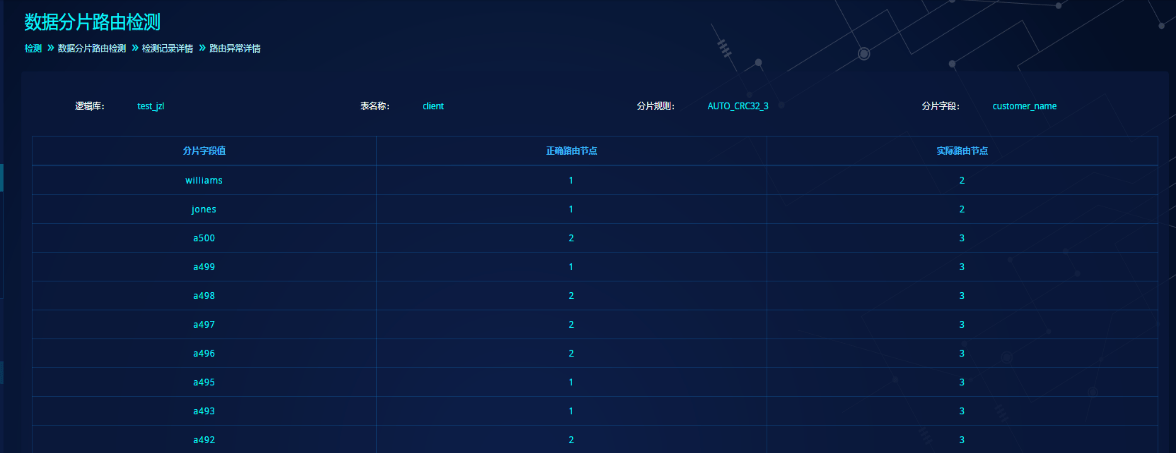 数据分片路由检测
检测 » 数据分片路由检测 » 检测记录详情 » 路由异常详情
逻辑库： test_jzl 表名称： client 分片规则： AUTO_CRC32_3 分片字段： customer_name
分片字段值 正确路由节点 实际路由节点
williams 1 2
jones 1 2
a500 2 3
a499 1 3
a498 2 3
a497 2 3
a496 2 3
a495 1 3
a493 1 3
a492 2 3